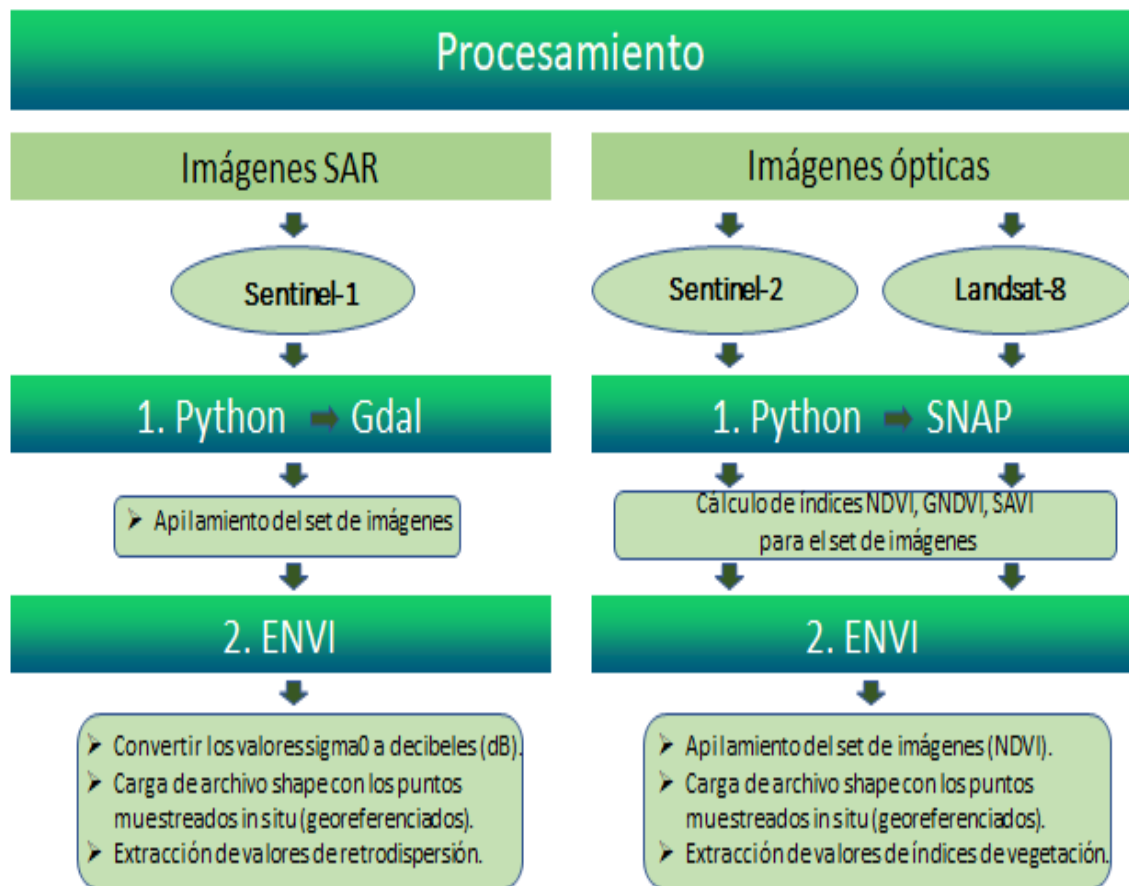 Procesamiento
Imágenes SAR
Sentinel-1
1. Python Gdal
Apilamiento del set de imágenes
2. ENVI
Convertir los valores sigma0 a decibeles (dB).
Carga de archivo shape con los puntos
muestreados in situ (georeferenciados).
Extracción de valores de retrodispersión.
Imágenes ópticas
Sentinel-2
Landsat-8
1. Python SNAP
Cálculo de índices NDVI, GNDVI, SAVI
para el set de imágenes
2. ENVI
Apilamiento del set de imágenes (NDVI).
Carga de archivo shape con los puntos
muestreados in situ (georeferenciados).
Extracción de valores de índices de vegetación.